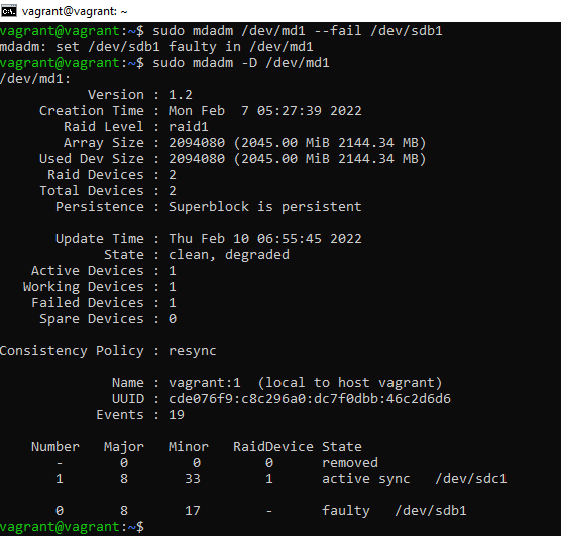 vagrant@vagrant: ~
vagrant@vagrant:~$ sudo mdadm /dev/md1 --fail /dev/sdb1
mdadm: set /dev/sdb1 faulty in /dev/md1
vagrant@vagrant:~$ sudo mdadm -D /dev/md1
/dev/md1:
Version : 1.2
Creation Time : Mon Feb  7 05:27:39 2022
Raid Level : raid1
Array Size : 2094080 (2045.00 MiB 2144.34 MB)
Used Dev Size : 2094080 (2045.00 MiB 2144.34 MB)
Raid Devices : 2
Total Devices : 2
Persistence : Superblock is persistent
Update Time : Thu Feb 10 06:55:45 2022
State : clean, degraded
Active Devices : 1
Working Devices : 1
Failed Devices : 1
Spare Devices : 0
Consistency Policy : resync
Name : vagrant:1  (local to host vagrant)
UUID : cde076f9:c8c296a0:dc7f0dbb:46c2d6d6
Events : 19
Number   Major   Minor   RaidDevice State
-       0        0        0      removed
1       8       33        1      active sync   /dev/sdc1
0       8       17        -      faulty   /dev/sdb1
vagrant@vagrant:~$